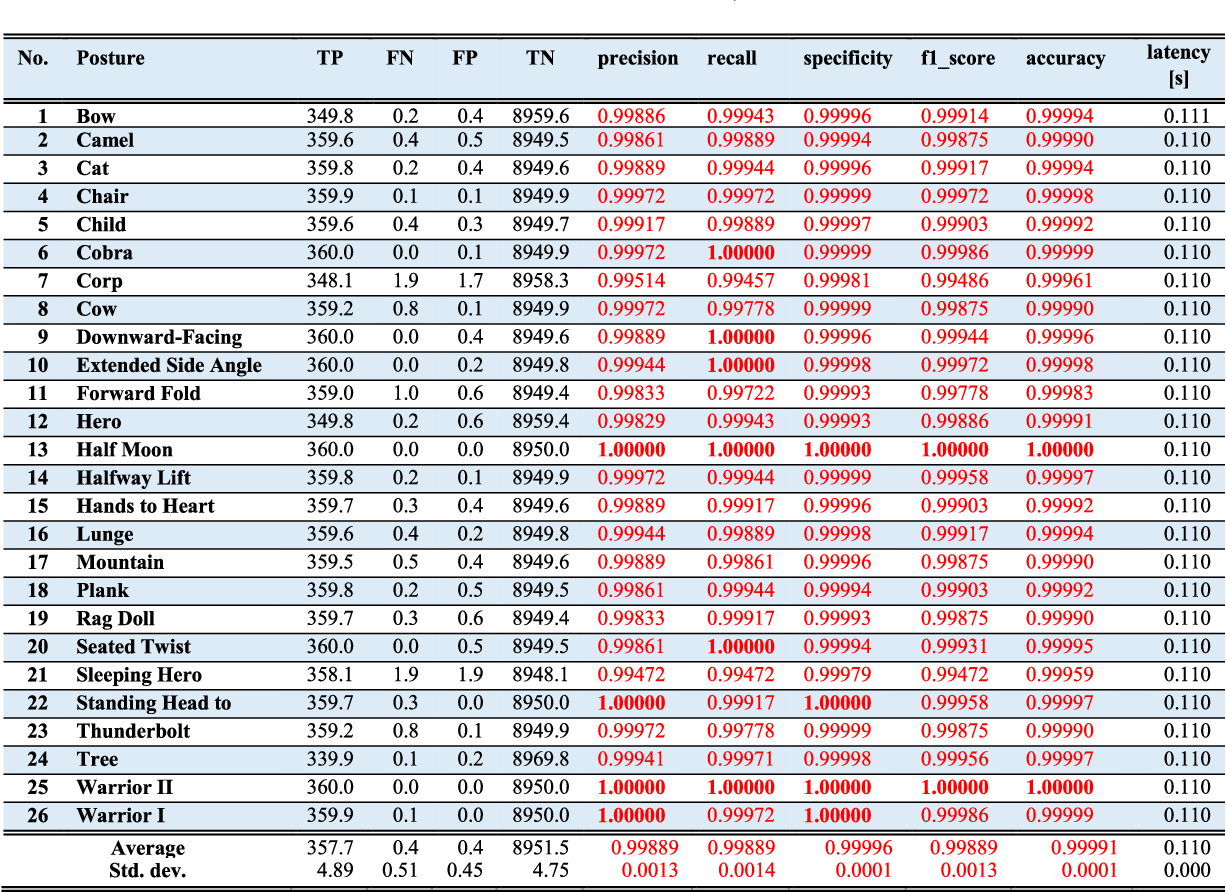 No. Posture TP FN FP TN precision recall specificity f1_score accuracy latency [s]
1 Bow 349.8 0.2 0.4 8959.6 0.99886 0.99943 0.99996 0.99914 0.99994 0.111
2 Camel 359.6 0.4 0.5 8949.5 0.99861 0.99889 0.99994 0.99875 0.99990 0.110
3 Cat 359.8 0.2 0.4 8949.6 0.99889 0.99944 0.99996 0.99917 0.99994 0.110
4 Chair 359.9 0.1 0.1 8949.9 0.99972 0.99972 0.99999 0.99972 0.99998 0.110
5 Child 359.6 0.4 0.3 8949.7 0.99917 0.99889 0.99997 0.99903 0.99992 0.110
6 Cobra 360.0 0.0 0.1 8949.9 0.99972 1.00000 0.99999 0.99986 0.99999 0.110
7 Corp 348.1 1.9 1.7 8958.3 0.99514 0.99457 0.99981 0.99486 0.99961 0.110
8 Cow 359.2 0.8 0.1 8949.9 0.99972 0.99778 0.99999 0.99875 0.99990 0.110
9 Downward-Facing 360.0 0.0 0.4 8949.6 0.99889 1.00000 0.99996 0.99944 0.99996 0.110
10 Extended Side Angle 360.0 0.0 0.2 8949.8 0.99944 1.00000 0.99998 0.99972 0.99998 0.110
11 Forward Fold 359.0 1.0 0.6 8949.4 0.99833 0.99722 0.99993 0.99778 0.99983 0.110
12 Hero 349.8 0.2 0.6 8959.4 0.99829 0.99943 0.99993 0.99886 0.99991 0.110
13 Half Moon 360.0 0.0 0.0 8950.0 1.00000 1.00000 1.00000 1.00000 1.00000 0.110
14 Halfway Lift 359.8 0.2 0.1 8949.9 0.99972 0.99944 0.99999 0.99958 0.99997 0.110
15 Hands to Heart 359.7 0.3 0.4 8949.6 0.99889 0.99917 0.99996 0.99903 0.99992 0.110
16 Lunge 359.6 0.4 0.2 8949.8 0.99944 0.99889 0.99998 0.99917 0.99994 0.110
17 Mountain 359.5 0.5 0.4 8949.6 0.99889 0.99861 0.99996 0.99875 0.99990 0.110
18 Plank 359.8 0.2 0.5 8949.5 0.99861 0.99944 0.99994 0.99903 0.99992 0.110
19 Rag Doll 359.7 0.3 0.6 8949.4 0.99833 0.99917 0.99993 0.99875 0.99990 0.110
20 Seated Twist 360.0 0.0 0.5 8949.5 0.99861 1.00000 0.99994 0.99931 0.99995 0.110
21 Sleeping Hero 358.1 1.9 1.9 8948.1 0.99472 0.99472 0.99979 0.99472 0.99959 0.110
22 Standing Head to 359.7 0.3 0.0 8950.0 1.00000 0.99917 1.00000 0.99958 0.99997 0.110
23 Thunderbolt 359.2 0.8 0.1 8949.9 0.99972 0.99778 0.99999 0.99875 0.99990 0.110
24 Tree 339.9 0.1 0.2 8969.8 0.99941 0.99971 0.99998 0.99956 0.99997 0.110
25 Warrior II 360.0 0.0 0.0 8950.0 1.00000 1.00000 1.00000 1.00000 1.00000 0.110
26 Warrior I 359.9 0.1 0.0 8950.0 1.00000 0.99972 1.00000 0.99986 0.99999 0.110
Average 357.7 0.4 0.4 8951.5 0.99889 0.99889 0.99996 0.99889 0.99991 0.110
Std. dev. 4.89 0.51 0.45 4.75 0.0013 0.0014 0.0001 0.0013 0.0001 0.000